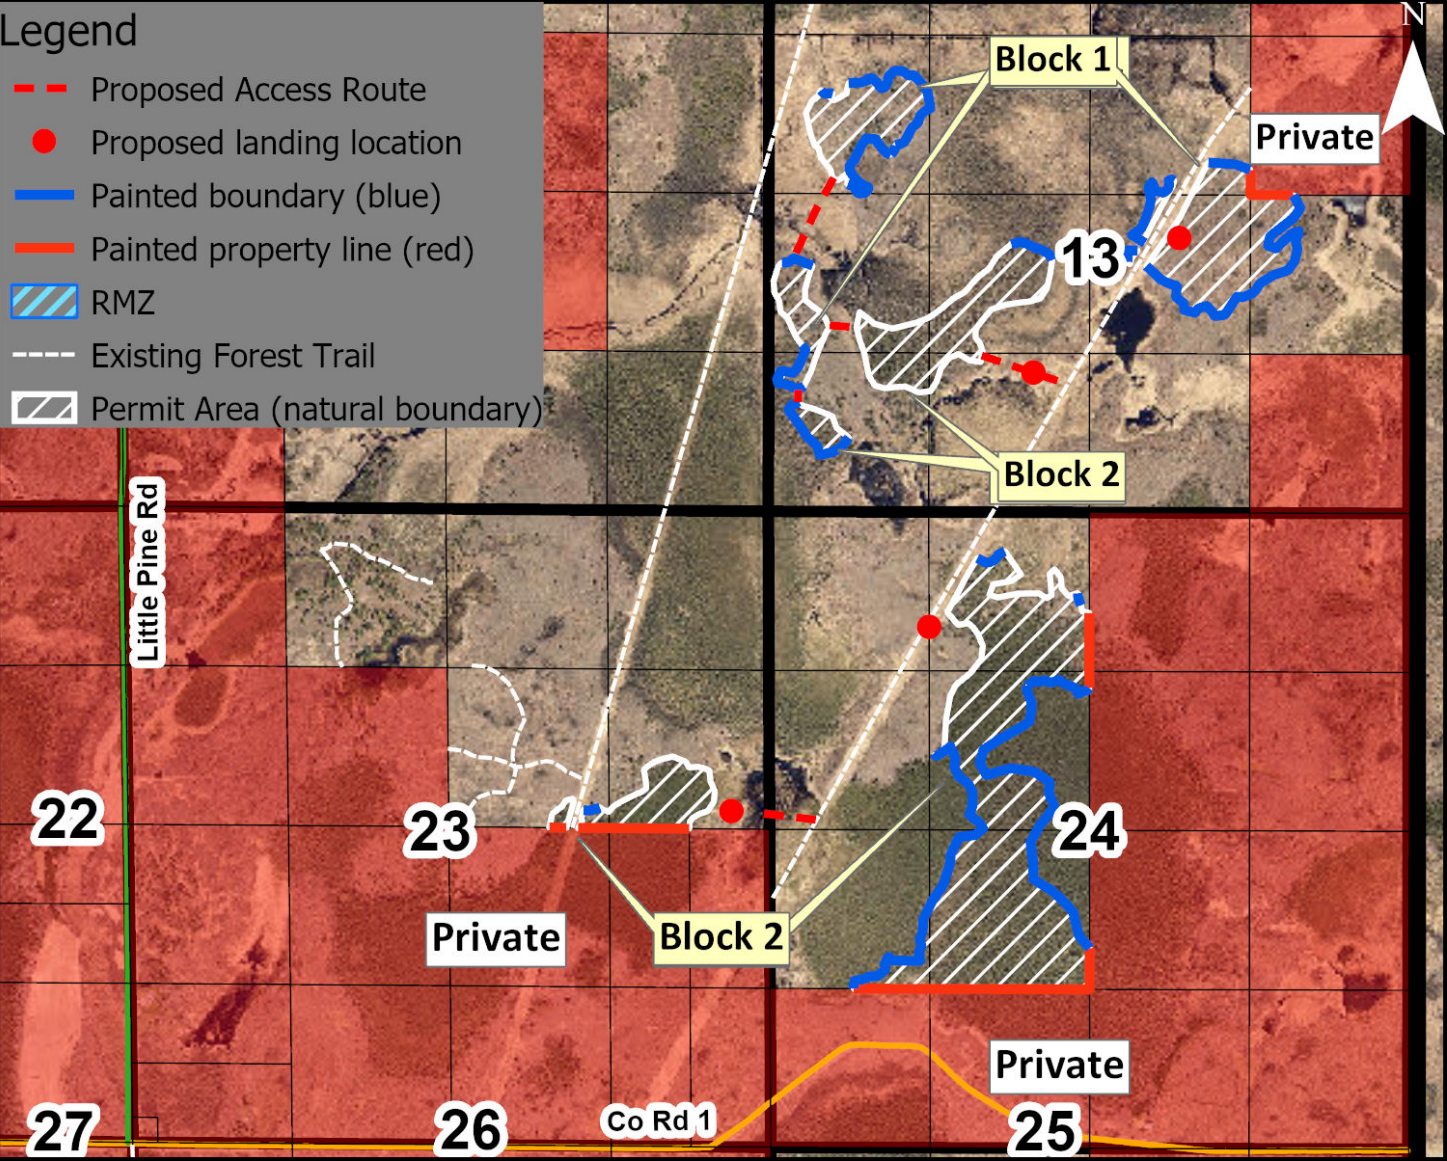 Legend
Proposed Access Route
Proposed landing location
Painted boundary (blue)
Painted property line (red)
RMZ
Existing Forest Trail
Permit Area (natural boundary)
N
Block 1
Private
13
Block 2
Little Pine Rd
22
23
24
Private
Block 2
Private
27
26
Co Rd 1
25